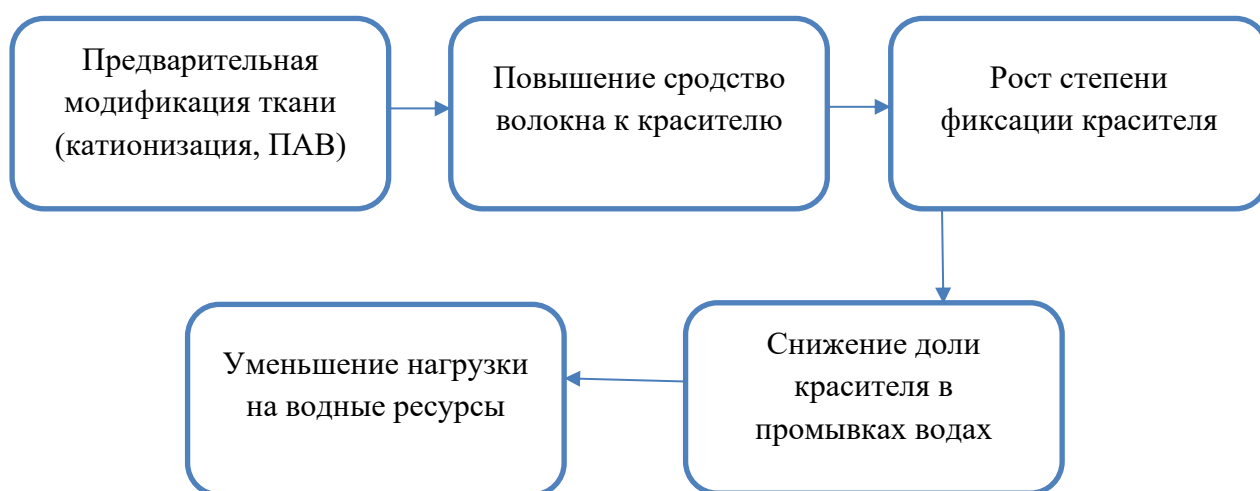 Предварительная
модификация ткани
(катионизация, ПАВ)
Повышение сродство
волокна к красителю
Рост степени
фиксации красителя
Снижение доли
красителя в
промывках водах
Уменьшение нагрузки
на водные ресурсы